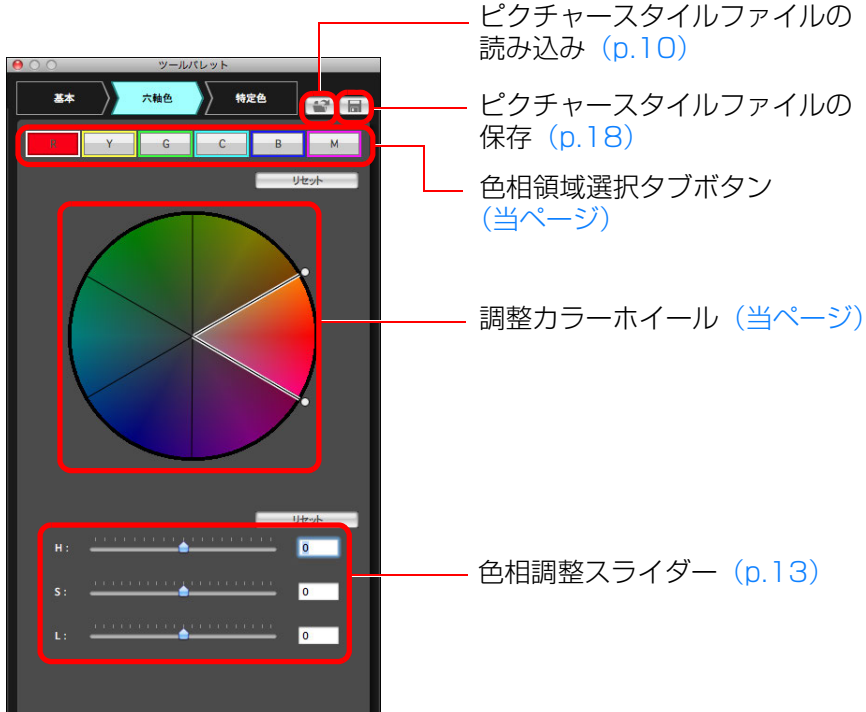 ピクチャースタイルファイルの
読み込み（p.10）
ツールパレット
基本
六軸色
特定色
ピクチャースタイルファイルの
保存（p.18）
R Y G C B M
色相領域選択タブボタン
（当ページ）
リセット
調整カラーホイール（当ページ）
リセット
H: 0
S: 0
L: 0
色相調整スライダー（p.13）